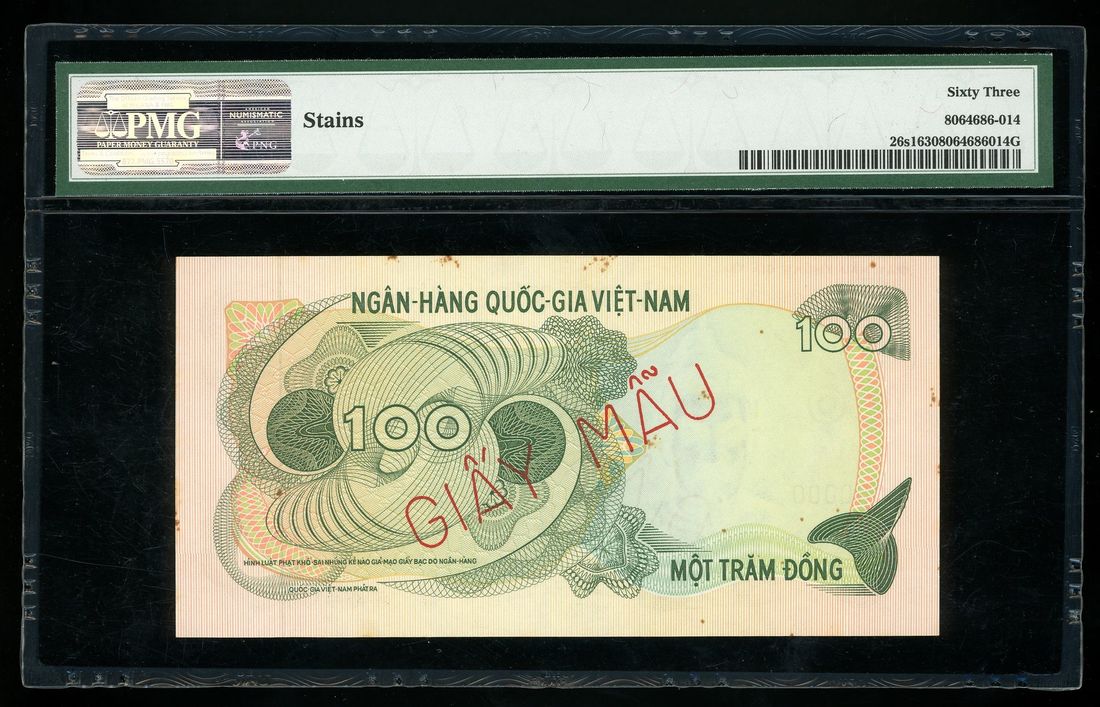 PMG
PAPER MONEY GUARANTY
NUMISMATIC
PNG
Stains
Sixty Three
8064686-014
26s16308064686014G
NGÂN-HÀNG QUỐC-GIA VIỆT-NAM
100
100
GIẤY MẪU
HÌNH LUẬT PHẠT KHỔ-SAI NHỮNG KẺ NÀO GIẢ-MẠO GIẤY BẠC DO NGÂN-HÀNG
QUỐC-GIA VIỆT-NAM PHÁT RA
MỘT TRĂM ĐỒNG